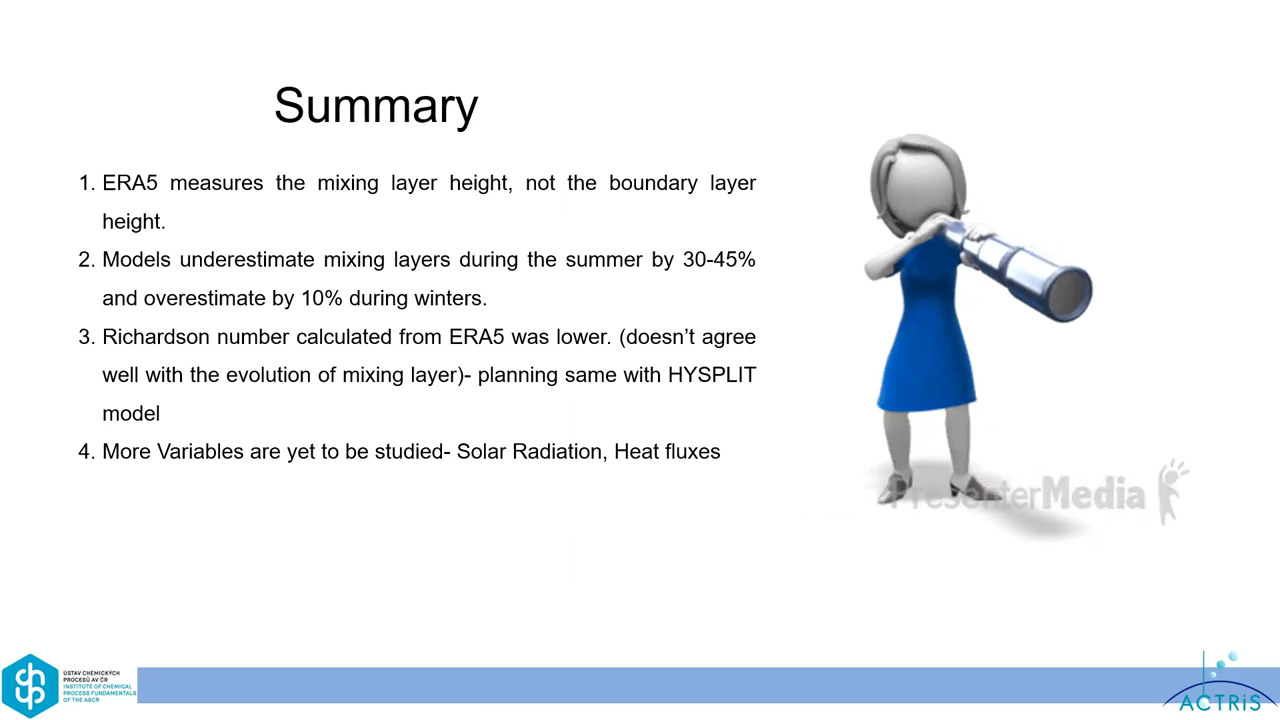 Summary
1. ERA5 measures the mixing layer height, not the boundary layer
height.
2. Models underestimate mixing layers during the summer by 30-45%
and overestimate by 10% during winters.
3. Richardson number calculated from ERA5 was lower. (doesn't agree
well with the evolution of mixing layer)- planning same with HYSPLIT
model
4. More Variables are yet to be studied- Solar Radiation, Heat fluxes
PresenterMedia
ÚSTAV CHEMICKÝCH
PROCESŮ AV ČR
INSTITUTE OF CHEMICAL
PROCESS FUNDAMENTALS
OF THE ASCR
ACTRiS